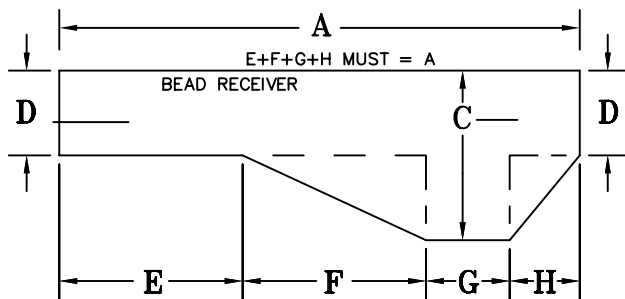 A
E+F+G+H MUST = A
BEAD RECEIVER
D
C
D
E
F
G
H